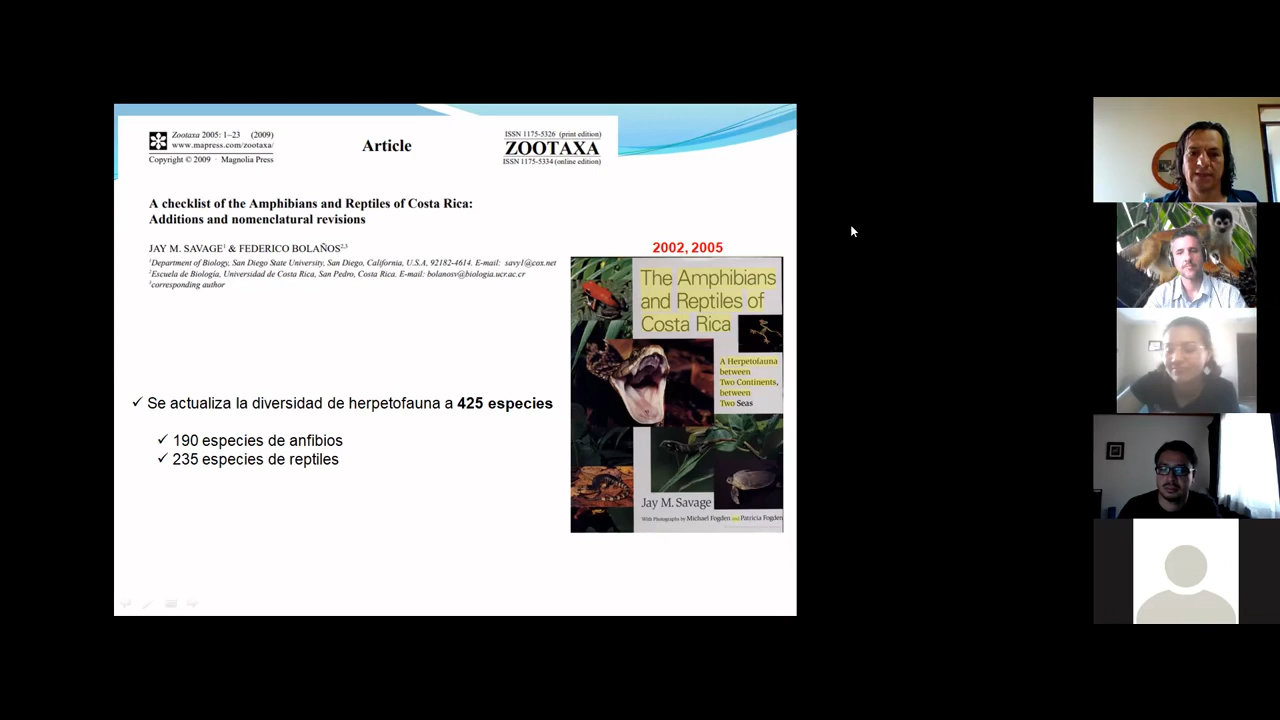 Zootaxa 2005: 1–23 (2009)
www.mapress.com/zootaxa/
Copyright © 2009 · Magnolia Press
Article
ISSN 1175-5326 (print edition)
ZOOTAXA
ISSN 1175-5334 (online edition)
A checklist of the Amphibians and Reptiles of Costa Rica:
Additions and nomenclatural revisions
JAY M. SAVAGE¹ & FEDERICO BOLAÑOS²,³
¹Department of Biology, San Diego State University, San Diego, California, U.S.A, 92182-4614. E-mail: savy1@cox.net
²Escuela de Biología, Universidad de Costa Rica, San Pedro, Costa Rica. E-mail: bolanosv@biologia.ucr.ac.cr
³corresponding author
2002, 2005
The Amphibians
and Reptiles of
Costa Rica
A Herpetofauna
between
Two Continents,
between
Two Seas
Jay M. Savage
With Photographs by Michael Fogden and Patricia Fogden
✓ Se actualiza la diversidad de herpetofauna a 425 especies
✓ 190 especies de anfibios
✓ 235 especies de reptiles